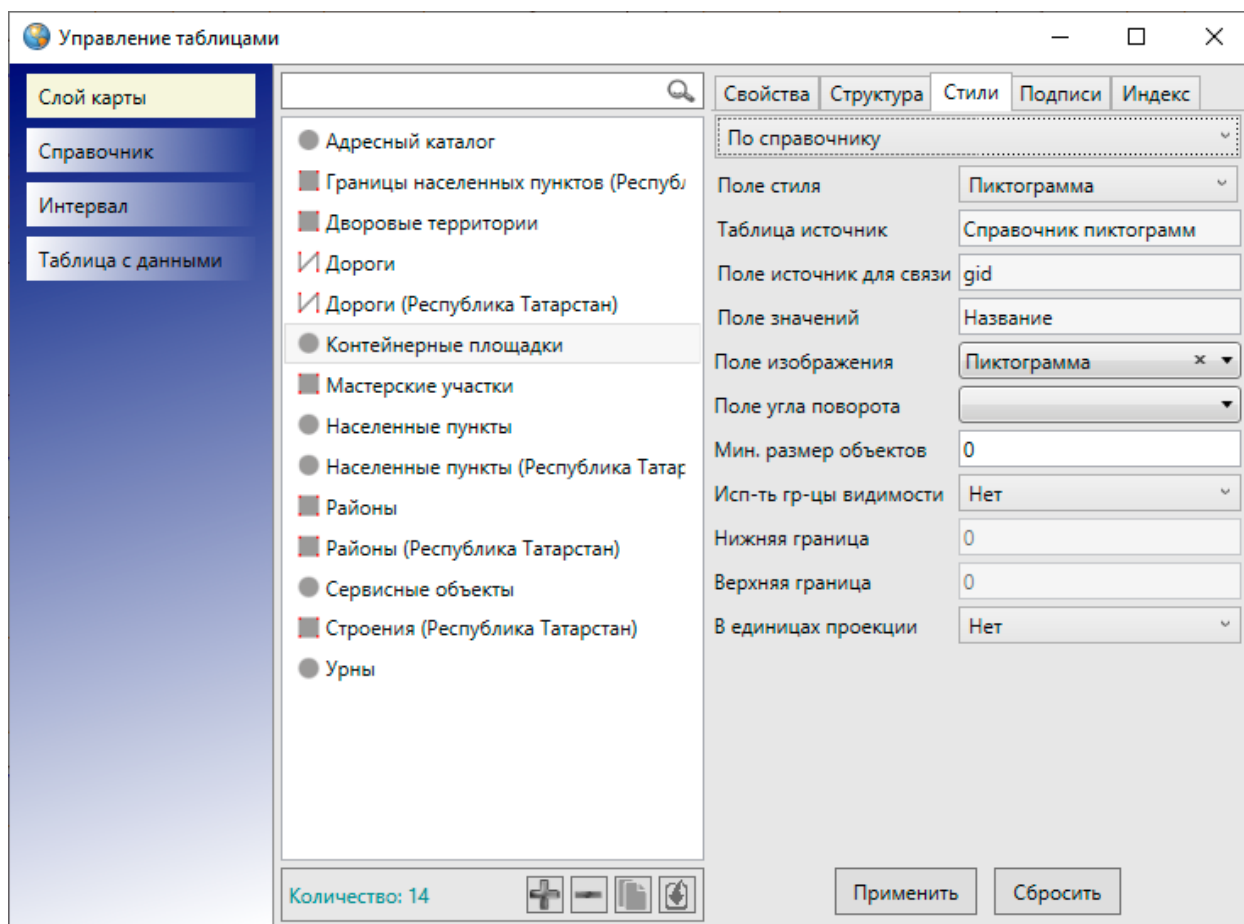 Управление таблицами
Слой карты
Справочник
Интервал
Таблица с данными
Адресный каталог
Границы населенных пунктов (Респуб
Дворовые территории
Дороги
Дороги (Республика Татарстан)
Контейнерные площадки
Мастерские участки
Населенные пункты
Населенные пункты (Республика Татар
Районы
Районы (Республика Татарстан)
Сервисные объекты
Строения (Республика Татарстан)
Урны
Количество: 14
Свойства Структура Стили Подписи Индекс
По справочнику
Поле стиля Пиктограмма
Таблица источник Справочник пиктограмм
Поле источник для связи gid
Поле значений Название
Поле изображения Пиктограмма
Поле угла поворота
Мин. размер объектов 0
Исп-ть гр-цы видимости Нет
Нижняя граница 0
Верхняя граница 0
В единицах проекции Нет
Применить Сбросить